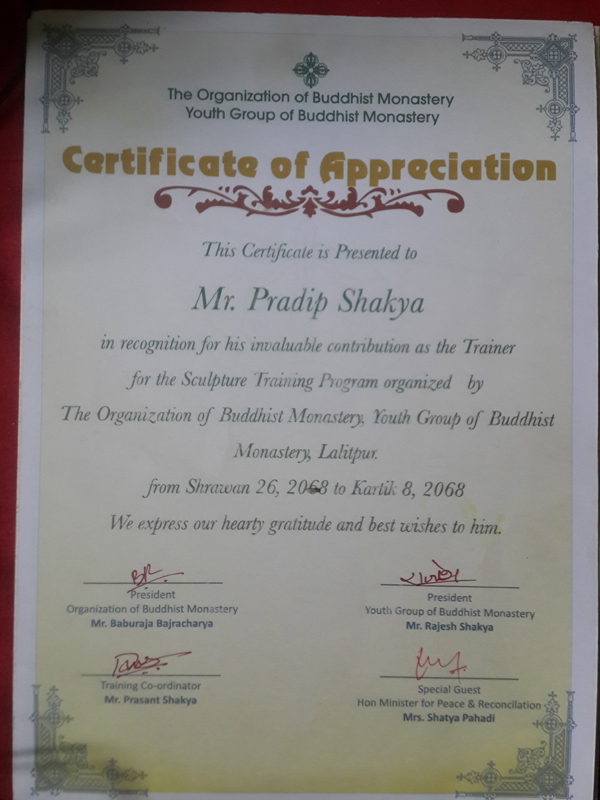 The Organization of Buddhist Monastery
Youth Group of Buddhist Monastery
Certificate of Appreciation
This Certificate is Presented to
Mr. Pradip Shakya
in recognition for his invaluable contribution as the Trainer
for the Sculpture Training Program organized by
The Organization of Buddhist Monastery, Youth Group of Buddhist
Monastery, Lalitpur.
from Shrawan 26, 2068 to Kartik 8, 2068
We express our hearty gratitude and best wishes to him.
President
Organization of Buddhist Monastery
Mr. Baburaja Bajracharya
President
Youth Group of Buddhist Monastery
Mr. Rajesh Shakya
Training Co-ordinator
Mr. Prasant Shakya
Special Guest
Hon Minister for Peace & Reconcilation
Mrs. Shatya Pahadi